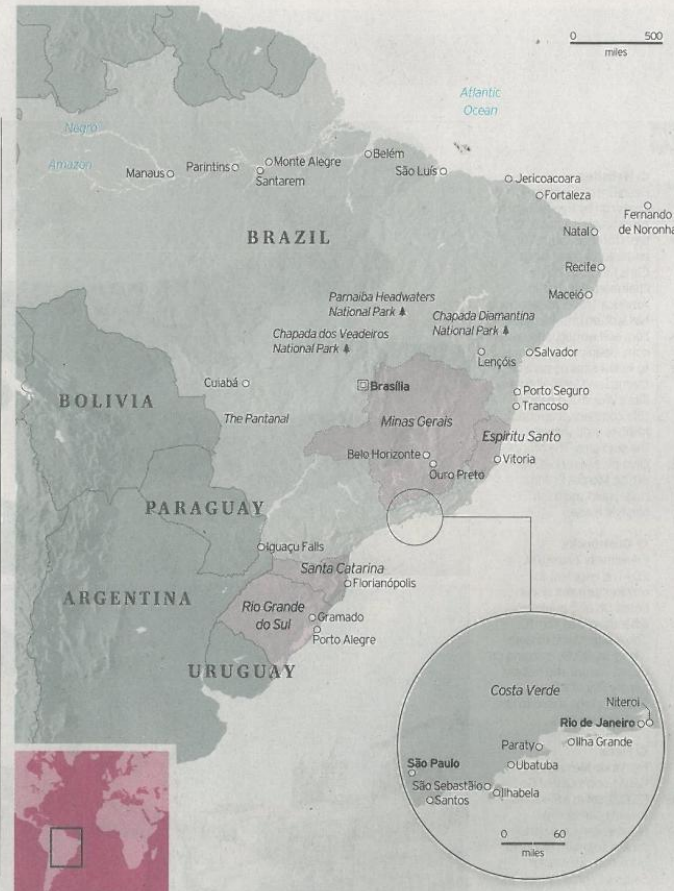 0 500
miles
Atlantic
Ocean
Negro
Amazon
Manaus
Parintins
Monte Alegre
Santarem
Belém
São Luís
Jericoacoara
Fortaleza
Fernando
de Noronha
Natal
BRAZIL
Recife
Maceió
Parnaiba Headwaters
National Park
Chapada Diamantina
National Park
Chapada dos Veadeiros
National Park
Lençóis
Salvador
Cuiabá
Brasília
Porto Seguro
Trancoso
BOLIVIA
The Pantanal
Minas Gerais
Espiritu Santo
Belo Horizonte
Ouro Preto
Vitoria
PARAGUAY
Iguaçu Falls
Santa Catarina
Florianópolis
ARGENTINA
Rio Grande
do Sul
Gramado
Porto Alegre
URUGUAY
Costa Verde
Niteroi
Rio de Janeiro
Paraty
Ilha Grande
São Paulo
Ubatuba
São Sebastião
Ilhabela
Santos
0 60
miles